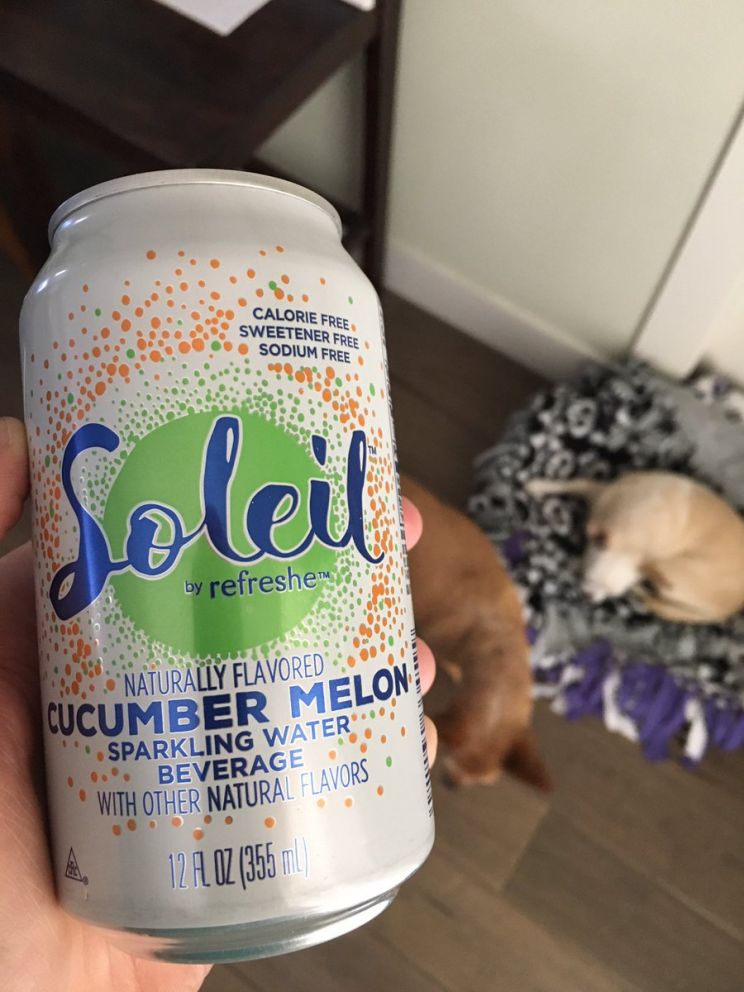 CALORIE FREE
SWEETENER FREE
SODIUM FREE
Soleil™
by refreshe™
NATURALLY FLAVORED
CUCUMBER MELON
SPARKLING WATER
BEVERAGE
WITH OTHER NATURAL FLAVORS
12 FL OZ (355 mL)